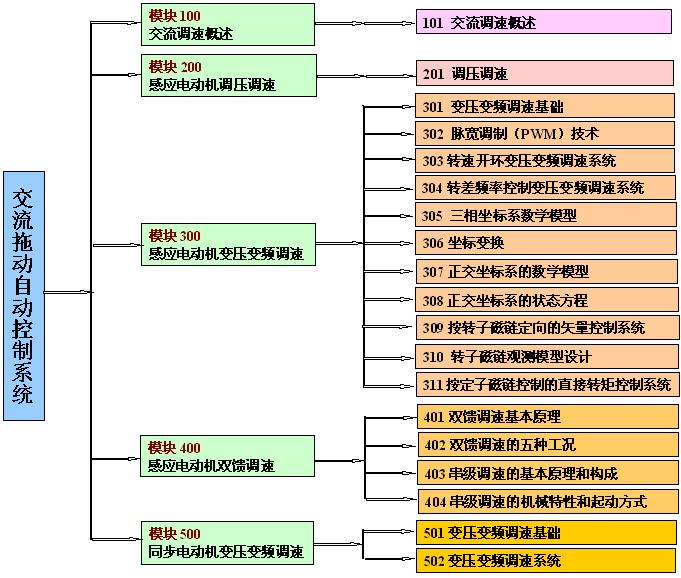 交流拖动自动控制系统
模块 100
交流调速概述
101 交流调速概述
模块 200
感应电动机调压调速
201 调压调速
模块 300
感应电动机变压变频调速
301 变压变频调速基础
302 脉宽调制（PWM）技术
303 转速开环变压变频调速系统
304 转差频率控制变压变频调速系统
305 三相坐标系数学模型
306 坐标变换
307 正交坐标系的数学模型
308 正交坐标系的状态方程
309 按转子磁链定向的矢量控制系统
310 转子磁链观测模型设计
311 按定子磁链控制的直接转矩控制系统
模块 400
感应电动机双馈调速
401 双馈调速基本原理
402 双馈调速的五种工况
403 串级调速的基本原理和构成
404 串级调速的机械特性和起动方式
模块 500
同步电动机变压变频调速
501 变压变频调速基础
502 变压变频调速系统